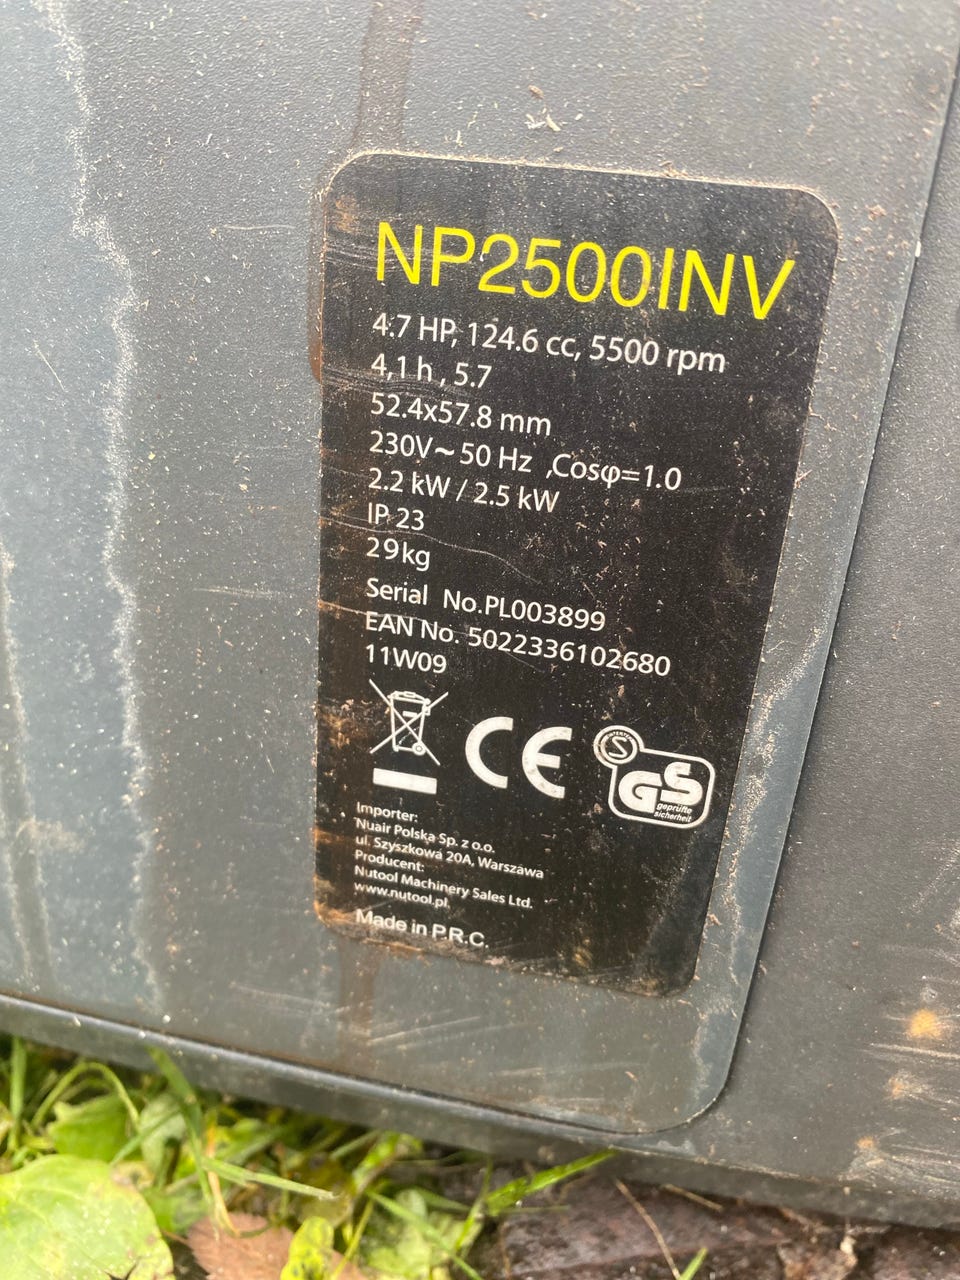 NP2500INV
4.7 HP, 124.6 cc, 5500 rpm
4,1 h , 5.7
52.4x57.8 mm
230V~ 50 Hz ,Cosφ=1.0
2.2 kW / 2.5 kW
IP 23
29kg
Serial No.PL003899
EAN No. 5022336102680
11W09
CE
INTERTEK
S
GS
geprüfte
sicherheit
Importer:
Nuair Polska Sp. z o.o.
ul. Szyszkowa 20A, Warszawa
Producent:
Nutool Machinery Sales Ltd.
www.nutool.pl
Made in P.R.C.